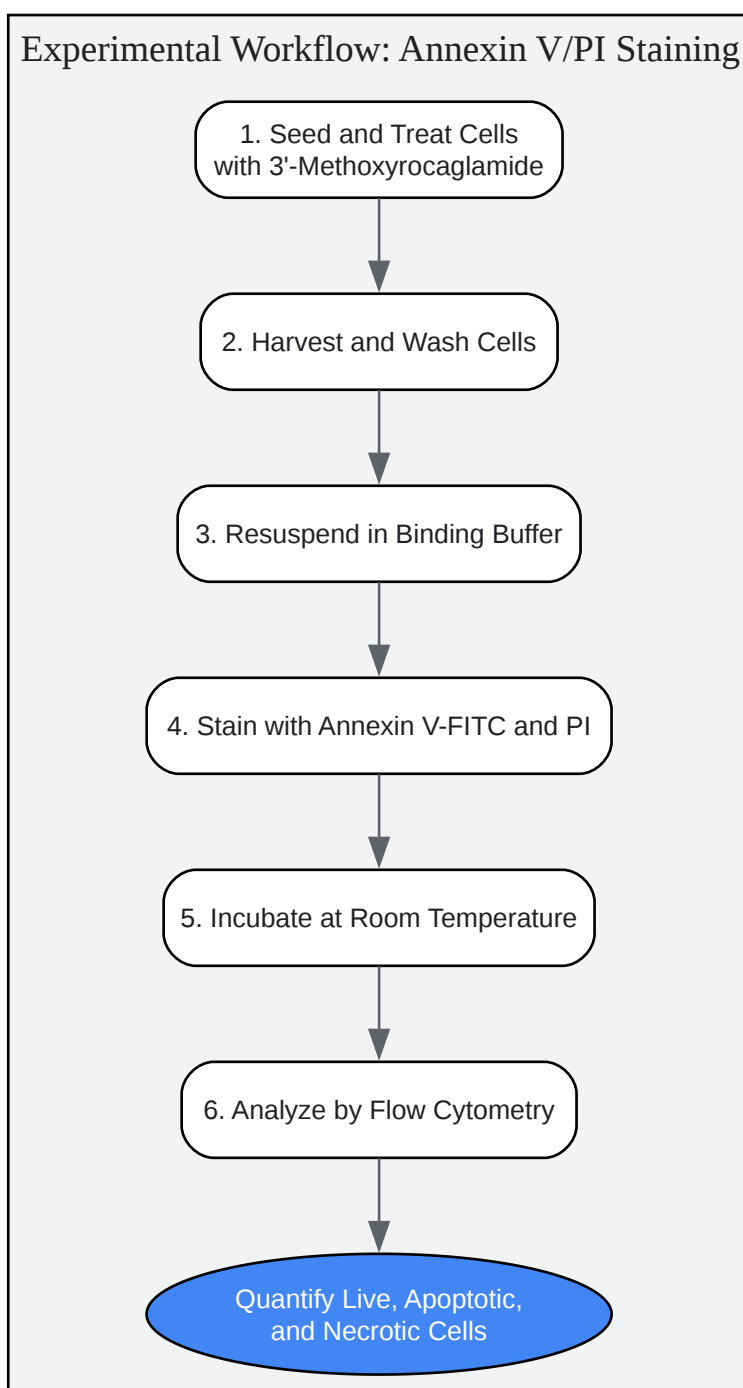 Experimental Workflow: Annexin V/PI Staining
1. Seed and Treat Cells
with 3'-Methoxyrocaglamide
2. Harvest and Wash Cells
3. Resuspend in Binding Buffer
4. Stain with Annexin V-FITC and PI
5. Incubate at Room Temperature
6. Analyze by Flow Cytometry
Quantify Live, Apoptotic,
and Necrotic Cells